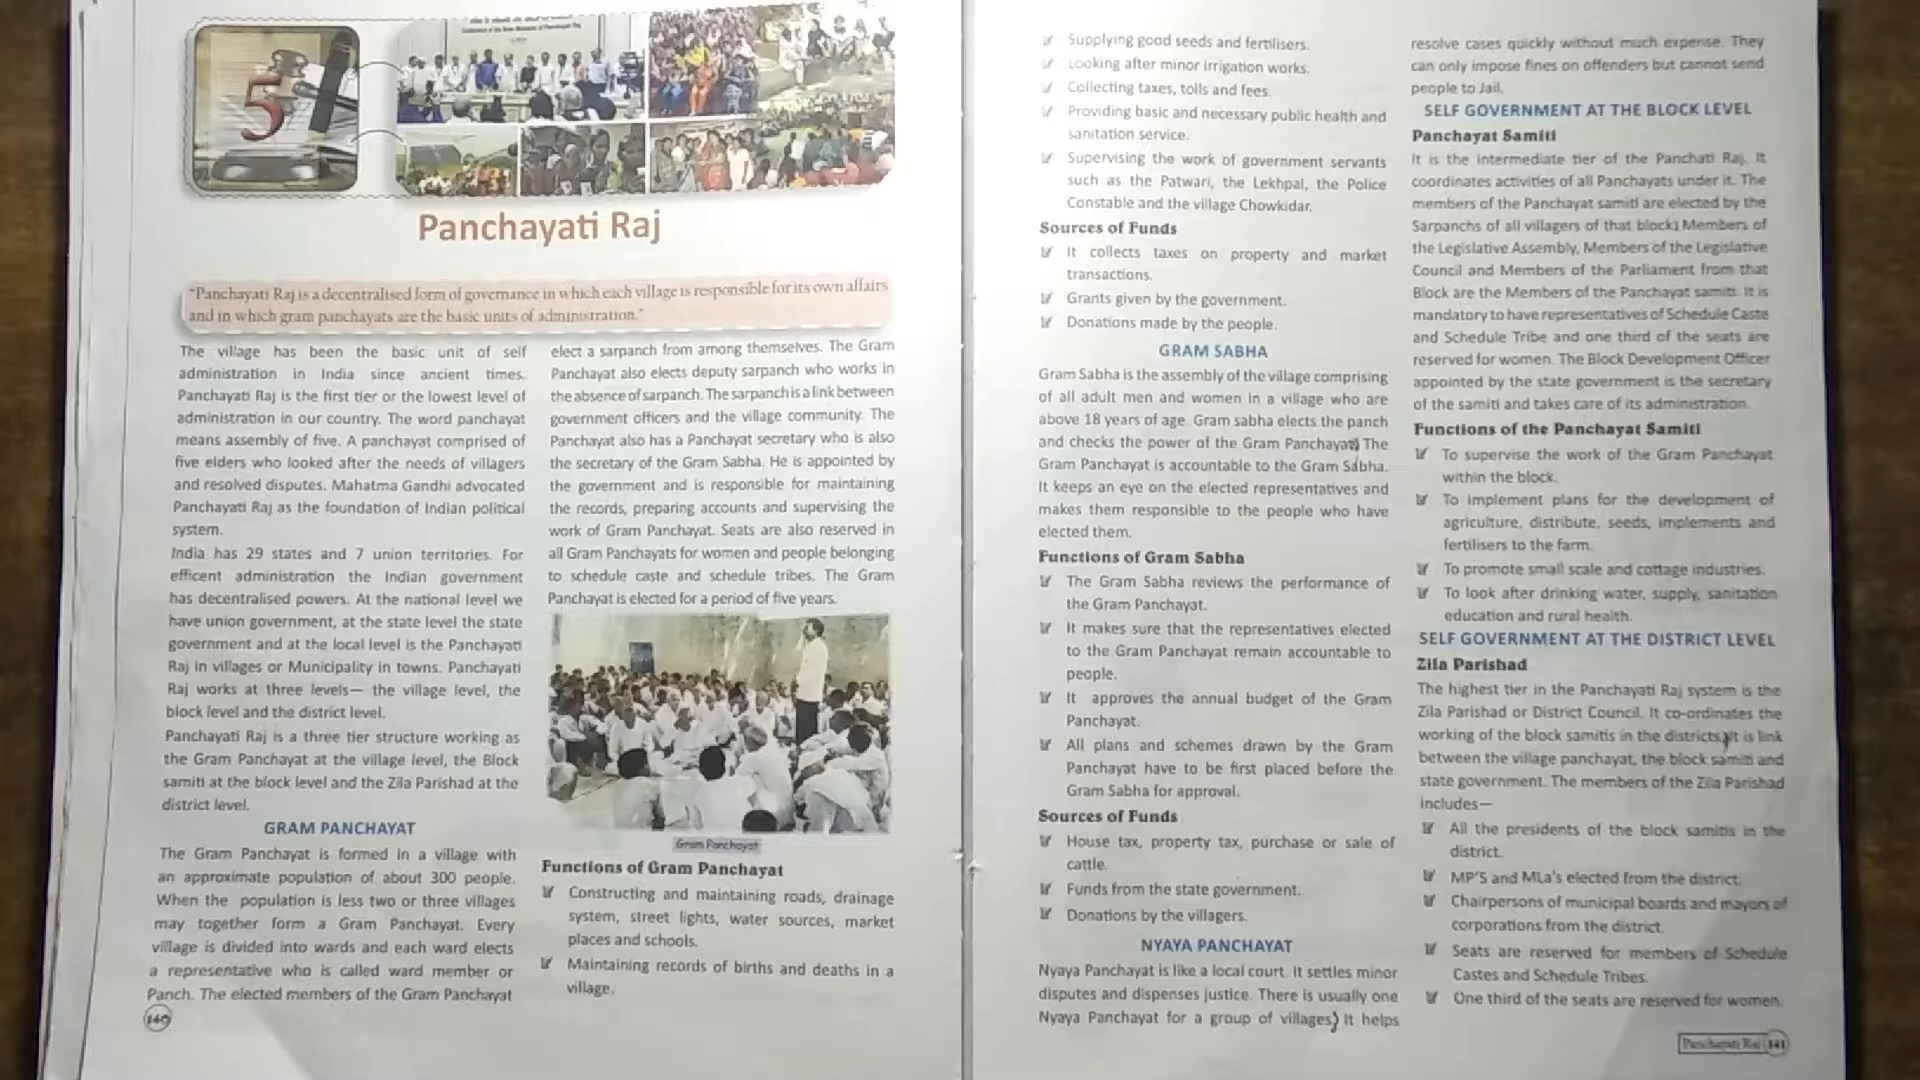 Conference of the State Ministers of Panchayati Raj
5
Panchayati Raj
"Panchayati Raj is a decentralised form of governance in which each village is responsible for its own affairs
and in which gram panchayats are the basic units of administration."
The village has been the basic unit of self
administration in India since ancient times.
Panchayati Raj is the first tier or the lowest level of
administration in our country. The word panchayat
means assembly of five. A panchayat comprised of
five elders who looked after the needs of villagers
and resolved disputes. Mahatma Gandhi advocated
Panchayati Raj as the foundation of Indian political
system.
India has 29 states and 7 union territories. For
efficent administration the Indian government
has decentralised powers. At the national level we
have union government, at the state level the state
government and at the local level is the Panchayati
Raj in villages or Municipality in towns. Panchayati
Raj works at three levels— the village level, the
block level and the district level.
Panchayati Raj is a three tier structure working as
the Gram Panchayat at the village level, the Block
samiti at the block level and the Zila Parishad at the
district level.
GRAM PANCHAYAT
The Gram Panchayat is formed in a village with
an approximate population of about 300 people.
When the population is less two or three villages
may together form a Gram Panchayat. Every
village is divided into wards and each ward elects
a representative who is called ward member or
Panch. The elected members of the Gram Panchayat
140
elect a sarpanch from among themselves. The Gram
Panchayat also elects deputy sarpanch who works in
the absence of sarpanch. The sarpanch is a link between
government officers and the village community. The
Panchayat also has a Panchayat secretary who is also
the secretary of the Gram Sabha. He is appointed by
the government and is responsible for maintaining
the records, preparing accounts and supervising the
work of Gram Panchayat. Seats are also reserved in
all Gram Panchayats for women and people belonging
to schedule caste and schedule tribes. The Gram
Panchayat is elected for a period of five years.
Gram Panchayat
Functions of Gram Panchayat
Constructing and maintaining roads, drainage
system, street lights, water sources, market
places and schools.
Maintaining records of births and deaths in a
village.
Supplying good seeds and fertilisers.
Looking after minor irrigation works.
Collecting taxes, tolls and fees.
Providing basic and necessary public health and
sanitation service.
Supervising the work of government servants
such as the Patwari, the Lekhpal, the Police
Constable and the village Chowkidar.
Sources of Funds
It collects taxes on property and market
transactions.
Grants given by the government.
Donations made by the people.
GRAM SABHA
Gram Sabha is the assembly of the village comprising
of all adult men and women in a village who are
above 18 years of age. Gram sabha elects the panch
and checks the power of the Gram Panchayat. The
Gram Panchayat is accountable to the Gram Sabha.
It keeps an eye on the elected representatives and
makes them responsible to the people who have
elected them.
Functions of Gram Sabha
The Gram Sabha reviews the performance of
the Gram Panchayat.
It makes sure that the representatives elected
to the Gram Panchayat remain accountable to
people.
It approves the annual budget of the Gram
Panchayat.
All plans and schemes drawn by the Gram
Panchayat have to be first placed before the
Gram Sabha for approval.
Sources of Funds
House tax, property tax, purchase or sale of
cattle.
Funds from the state government.
Donations by the villagers.
NYAYA PANCHAYAT
Nyaya Panchayat is like a local court. It settles minor
disputes and dispenses justice. There is usually one
Nyaya Panchayat for a group of villages. It helps
resolve cases quickly without much expense. They
can only impose fines on offenders but cannot send
people to Jail.
SELF GOVERNMENT AT THE BLOCK LEVEL
Panchayat Samiti
It is the intermediate tier of the Panchati Raj. It
coordinates activities of all Panchayats under it. The
members of the Panchayat samiti are elected by the
Sarpanchs of all villagers of that block. Members of
the Legislative Assembly, Members of the Legislative
Council and Members of the Parliament from that
Block are the Members of the Panchayat samiti. It is
mandatory to have representatives of Schedule Caste
and Schedule Tribe and one third of the seats are
reserved for women. The Block Development Officer
appointed by the state government is the secretary
of the samiti and takes care of its administration.
Functions of the Panchayat Samiti
To supervise the work of the Gram Panchayat
within the block.
To implement plans for the development of
agriculture, distribute, seeds, implements and
fertilisers to the farm.
To promote small scale and cottage industries.
To look after drinking water, supply, sanitation
education and rural health.
SELF GOVERNMENT AT THE DISTRICT LEVEL
Zila Parishad
The highest tier in the Panchayati Raj system is the
Zila Parishad or District Council. It co-ordinates the
working of the block samitis in the districts. It is link
between the village panchayat, the block samiti and
state government. The members of the Zila Parishad
includes—
All the presidents of the block samitis in the
district.
MP'S and MLa's elected from the district.
Chairpersons of municipal boards and mayors of
corporations from the district.
Seats are reserved for members of Schedule
Castes and Schedule Tribes.
One third of the seats are reserved for women.
Panchayati Raj 141